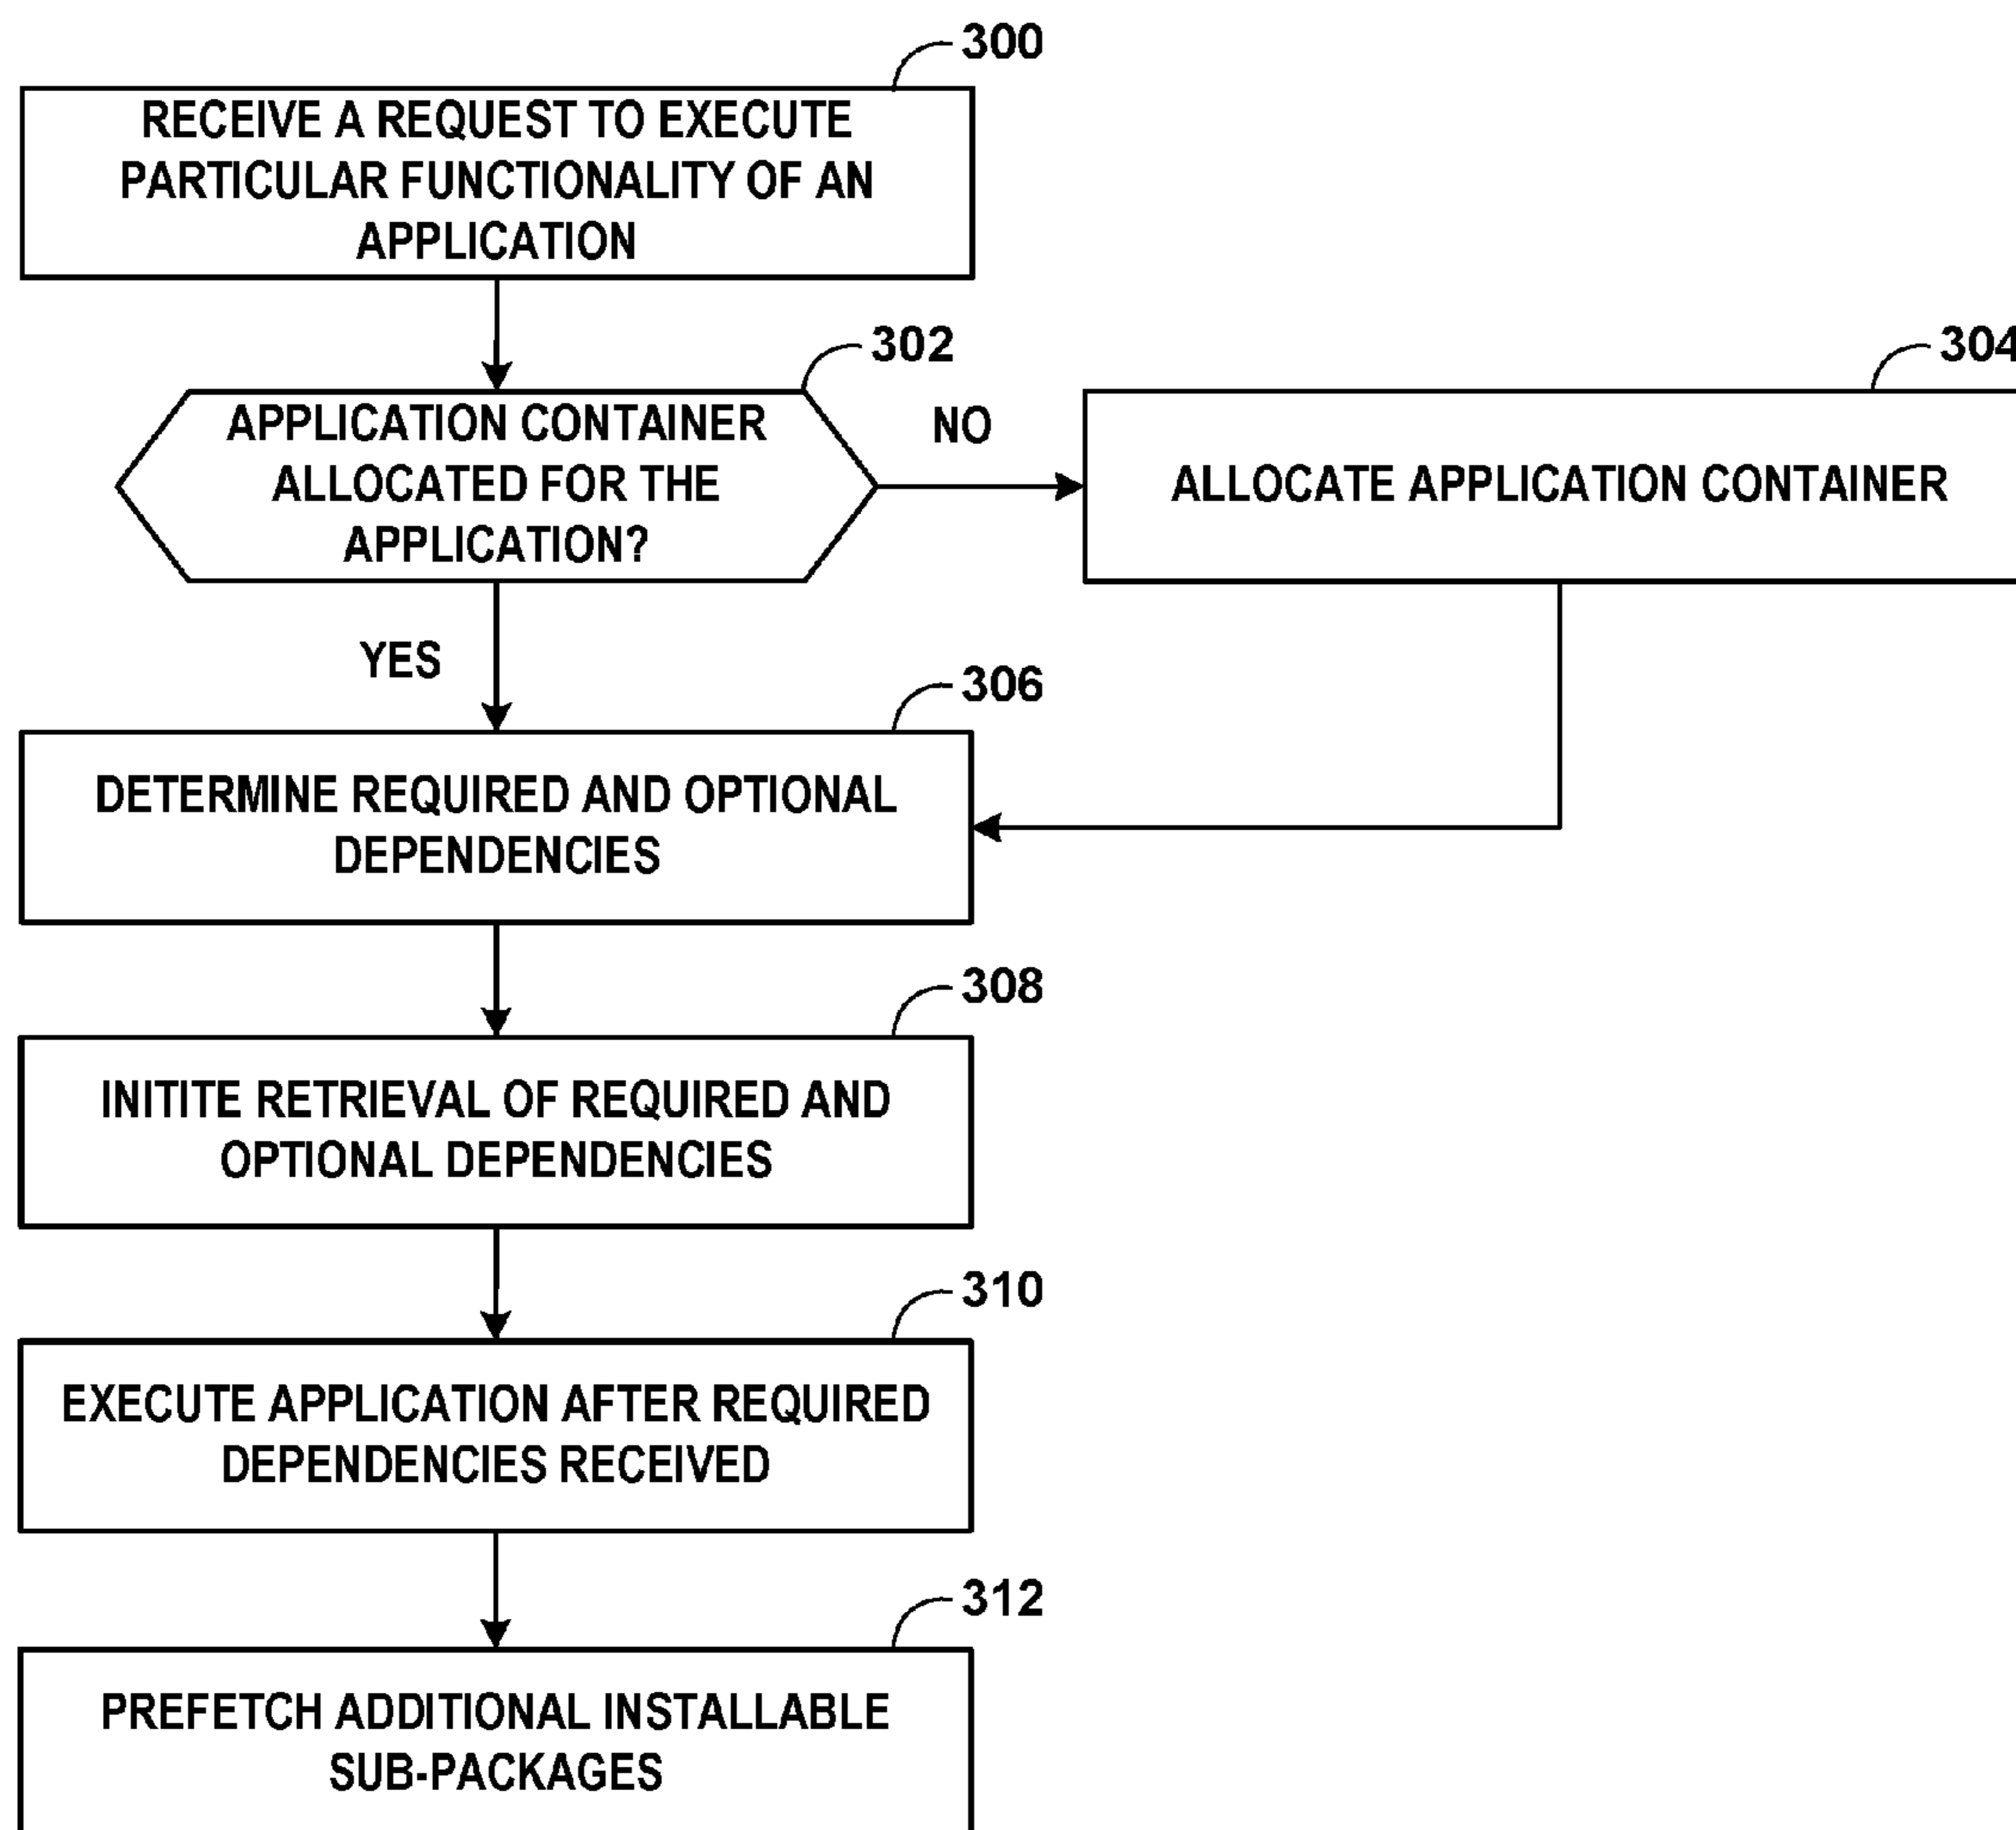 300
RECEIVE A REQUEST TO EXECUTE
PARTICULAR FUNCTIONALITY OF AN
APPLICATION
302
304
APPLICATION CONTAINER
ALLOCATED FOR THE
APPLICATION?
NO
ALLOCATE APPLICATION CONTAINER
YES
306
DETERMINE REQUIRED AND OPTIONAL
DEPENDENCIES
308
INITITE RETRIEVAL OF REQUIRED AND
OPTIONAL DEPENDENCIES
310
EXECUTE APPLICATION AFTER REQUIRED
DEPENDENCIES RECEIVED
312
PREFETCH ADDITIONAL INSTALLABLE
SUB-PACKAGES